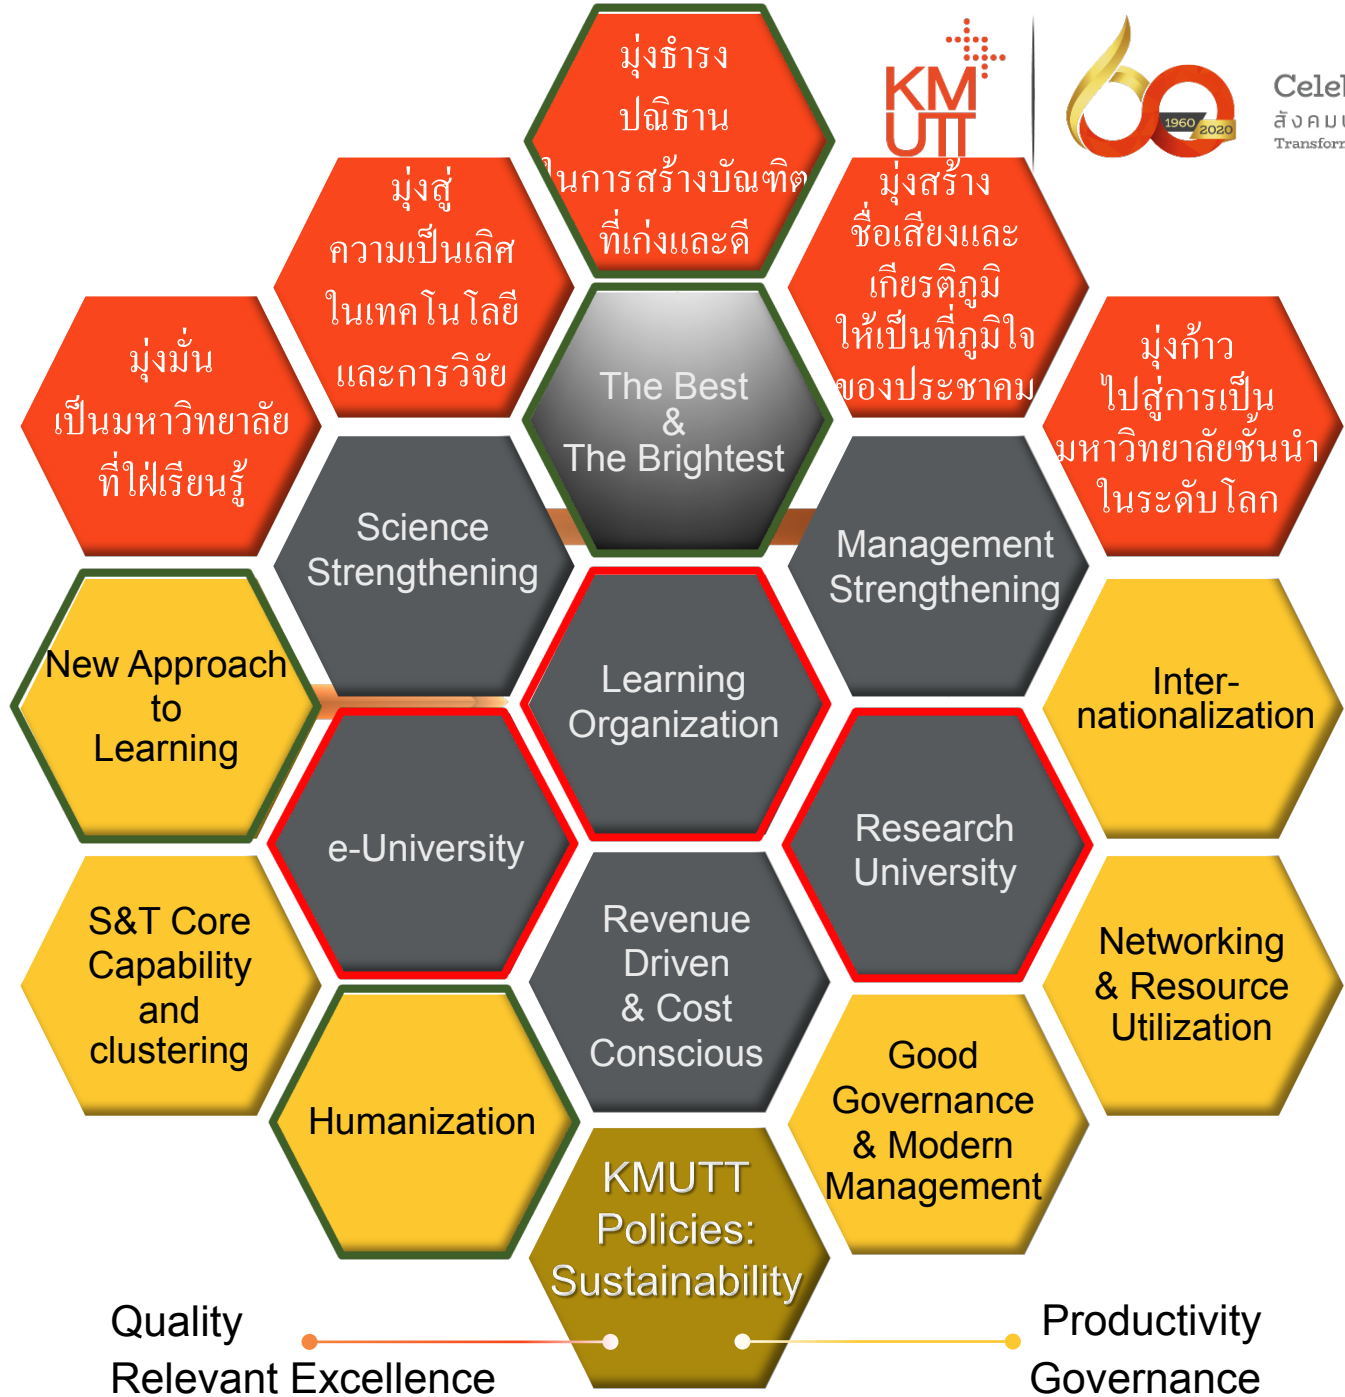 มุ่งธำรง
ปณิธาน
ในการสร้างบัณฑิต
ที่เก่งและดี
KM
UTT
1960 2020
มุ่งสู่
ความเป็นเลิศ
ในเทคโนโลยี
และการวิจัย
มุ่งสร้าง
ชื่อเสียงและ
เกียรติภูมิ
ให้เป็นที่ภูมิใจ
ของประชาคม
มุ่งมั่น
เป็นมหาวิทยาลัย
ที่ใฝ่เรียนรู้
The Best
&
The Brightest
มุ่งก้าว
ไปสู่การเป็น
มหาวิทยาลัยชั้นนำ
ในระดับโลก
Science
Strengthening
Management
Strengthening
New Approach
to
Learning
Learning
Organization
Inter-
nationalization
e-University
Research
University
S&T Core
Capability
and
clustering
Revenue
Driven
& Cost
Conscious
Networking
& Resource
Utilization
Humanization
Good
Governance
& Modern
Management
KMUTT
Policies:
Sustainability
Quality
Relevant Excellence
Productivity
Governance